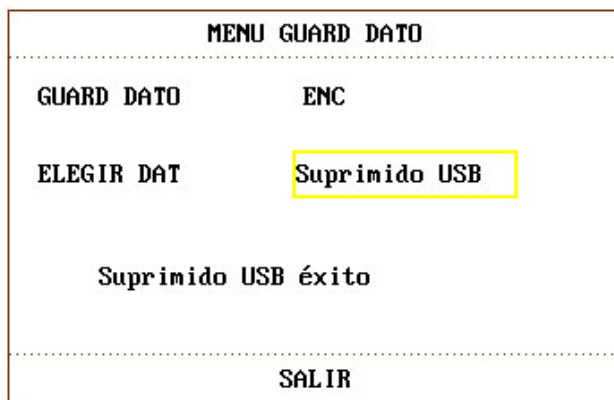 MENU GUARD DATO
GUARD DATO ENC
ELEGIR DAT Suprimido USB
Suprimido USB éxito
SALIR